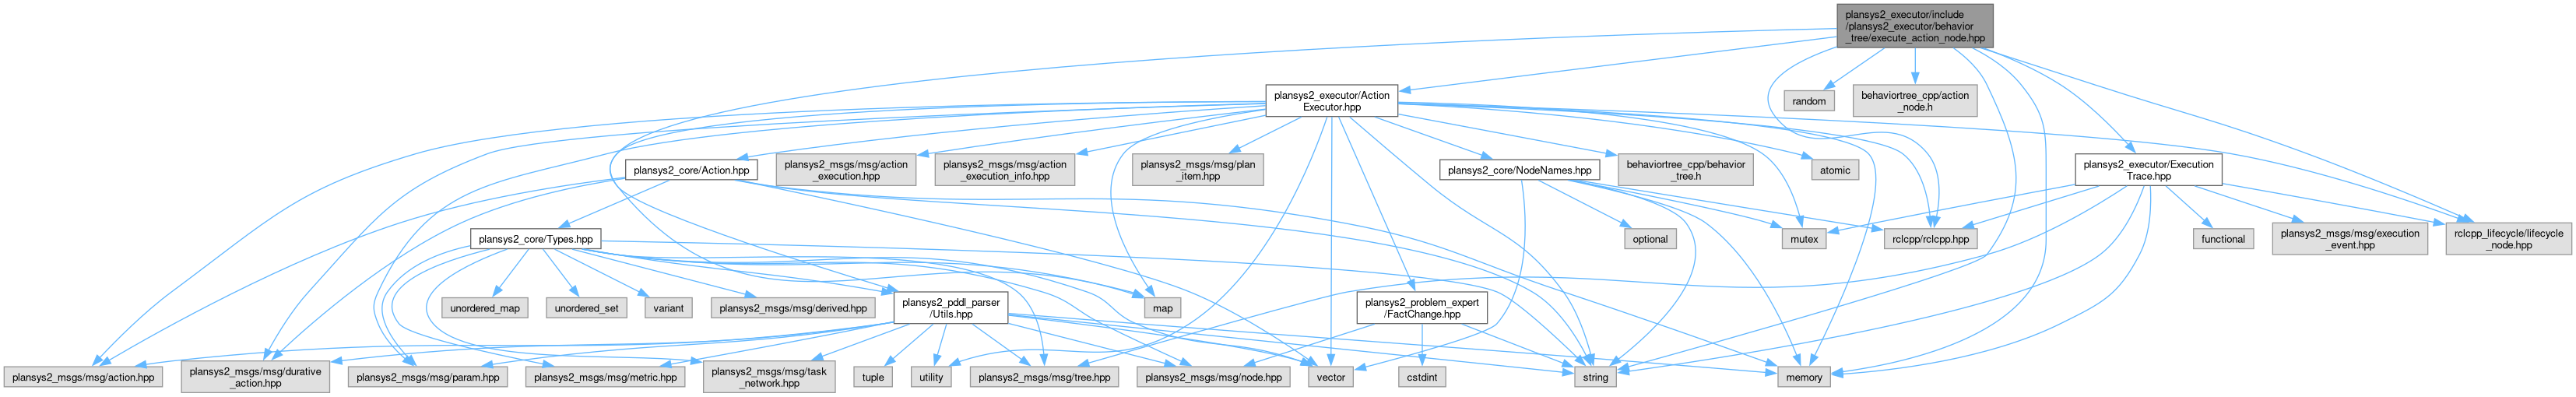 plansys2_executor/include
/plansys2_executor/behavior
_tree/execute_action_node.hpp
plansys2_executor/Action
Executor.hpp
random
behaviortree_cpp/action
_node.h
plansys2_core/Action.hpp
plansys2_msgs/msg/action
_execution.hpp
plansys2_msgs/msg/action
_execution_info.hpp
plansys2_msgs/msg/plan
_item.hpp
plansys2_core/NodeNames.hpp
behaviortree_cpp/behavior
_tree.h
atomic
plansys2_executor/Execution
Trace.hpp
plansys2_core/Types.hpp
optional
mutex
rclcpp/rclcpp.hpp
functional
plansys2_msgs/msg/execution
_event.hpp
rclcpp_lifecycle/lifecycle
_node.hpp
unordered_map
unordered_set
variant
plansys2_msgs/msg/derived.hpp
plansys2_pddl_parser
/Utils.hpp
map
plansys2_problem_expert
/FactChange.hpp
plansys2_msgs/msg/action.hpp
plansys2_msgs/msg/durative
_action.hpp
plansys2_msgs/msg/param.hpp
plansys2_msgs/msg/metric.hpp
plansys2_msgs/msg/task
_network.hpp
tuple
utility
plansys2_msgs/msg/tree.hpp
plansys2_msgs/msg/node.hpp
vector
cstdint
string
memory